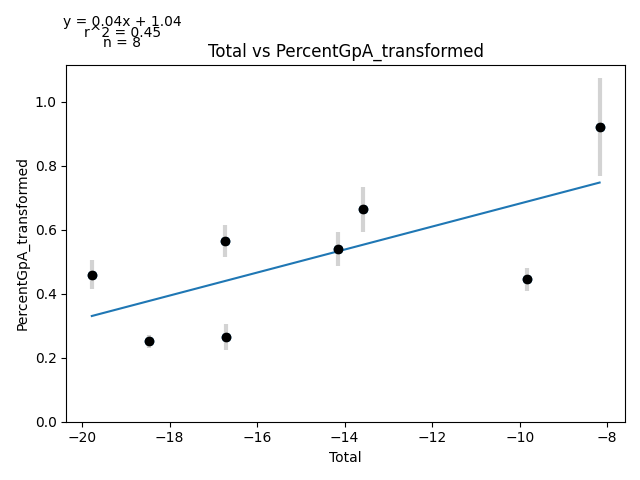 y = 0.04x + 1.04
r^2 = 0.45
n = 8
Total vs PercentGpA_transformed
PercentGpA_transformed
1.0
0.8
0.6
0.4
0.2
0.0
−20 −18 −16 −14 −12 −10 −8
Total